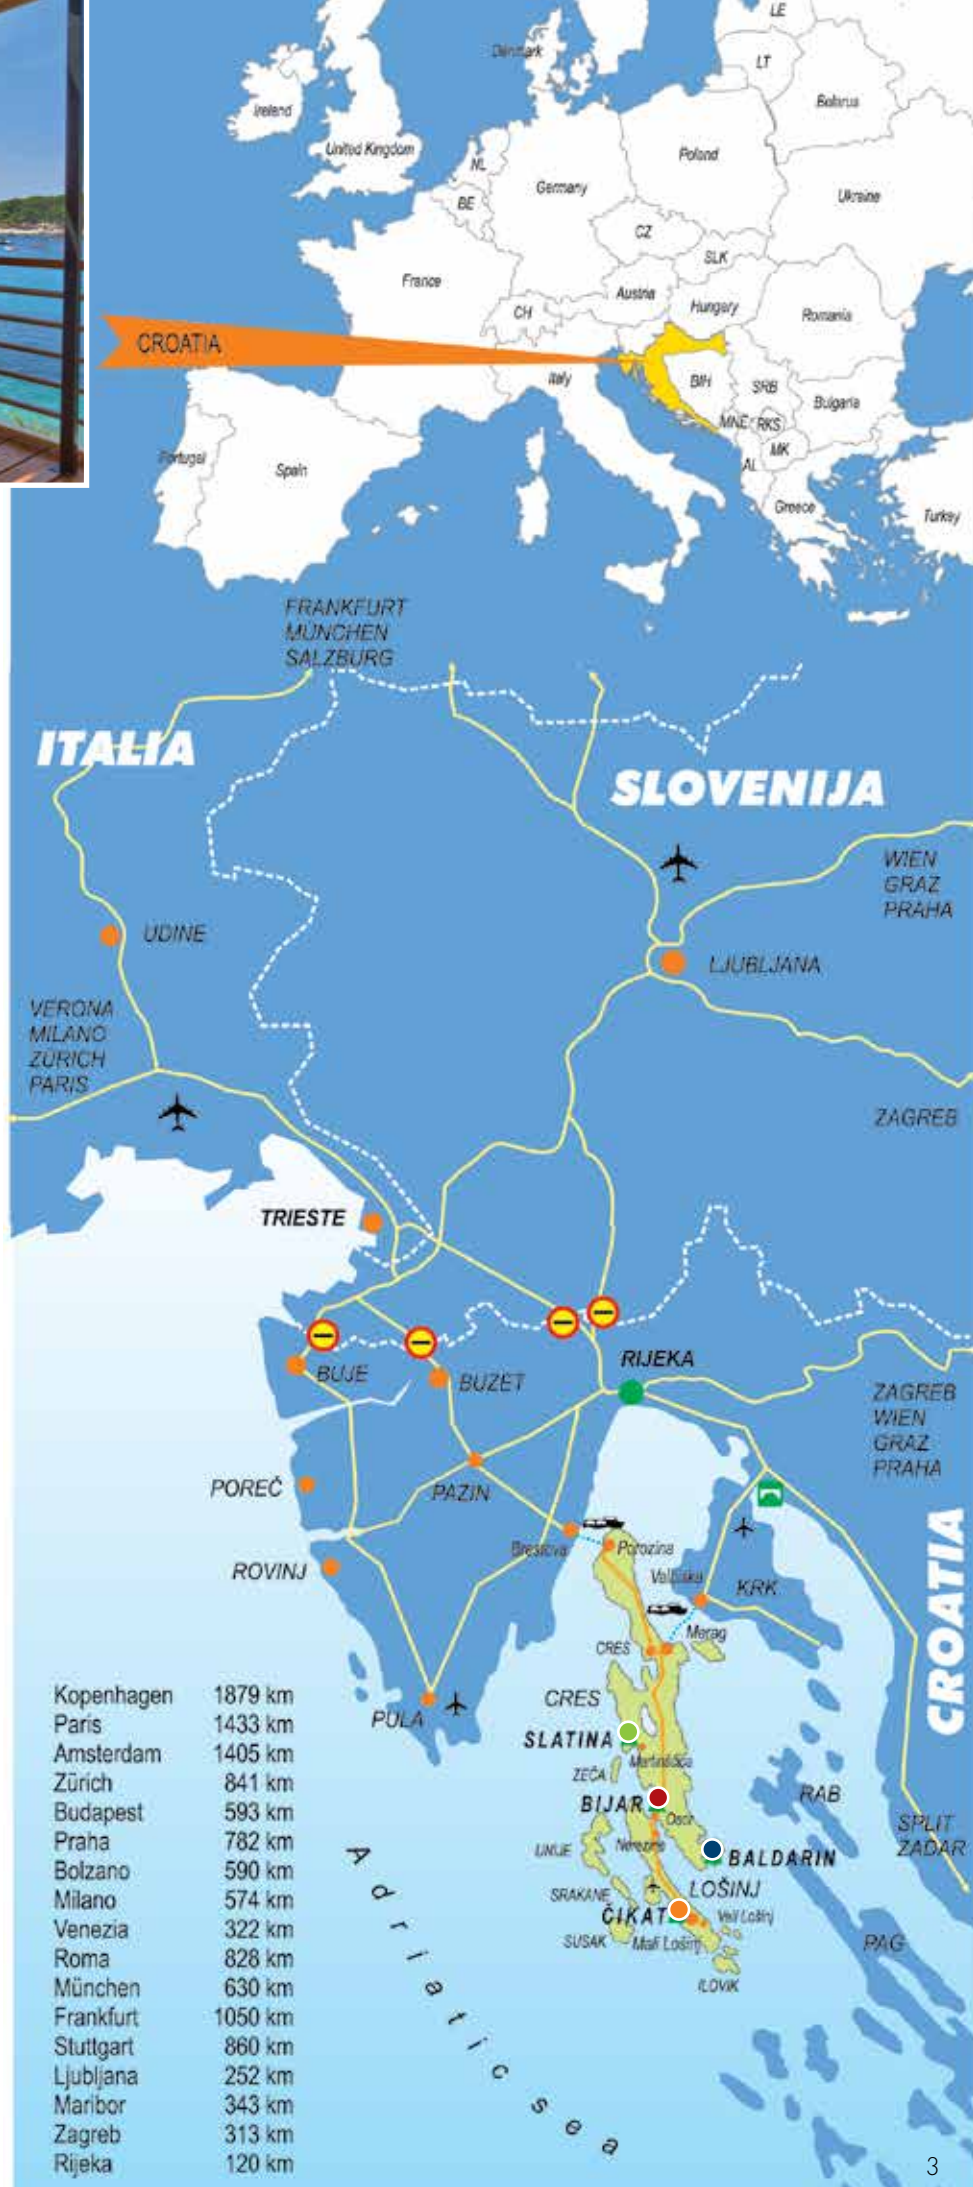 LE
Denmark
LT
Ireland
Belarus
United Kingdom
NL
Poland
Germany
BE
Ukraine
CZ
SLK
France
Austria
CH
Hungary
Romania
CROATIA
Italy
BIH
SRB
Bulgaria
MNE
RKS
MK
AL
Portugal
Spain
Greece
Turkey
FRANKFURT
MÜNCHEN
SALZBURG
ITALIA
SLOVENIJA
WIEN
GRAZ
PRAHA
UDINE
LJUBLJANA
VERONA
MILANO
ZÜRICH
PARIS
ZAGREB
TRIESTE
RIJEKA
BUJE
BUZET
ZAGREB
WIEN
GRAZ
PRAHA
POREČ
PAZIN
CROATIA
Brestova
Porozina
ROVINJ
Valbiska
KRK
Merag
CRES
CRES
PULA
SLATINA
Martinšćica
ZEČA
BIJAR
Osor
RAB
SPLIT
ZADAR
UNIJE
Nerezine
BALDARIN
SRAKANE
LOŠINJ
ČIKAT
Veli Lošinj
SUSAK
Mali Lošinj
PAG
ILOVIK
Adriatic sea
Kopenhagen 1879 km
Paris 1433 km
Amsterdam 1405 km
Zürich 841 km
Budapest 593 km
Praha 782 km
Bolzano 590 km
Milano 574 km
Venezia 322 km
Roma 828 km
München 630 km
Frankfurt 1050 km
Stuttgart 860 km
Ljubljana 252 km
Maribor 343 km
Zagreb 313 km
Rijeka 120 km
3